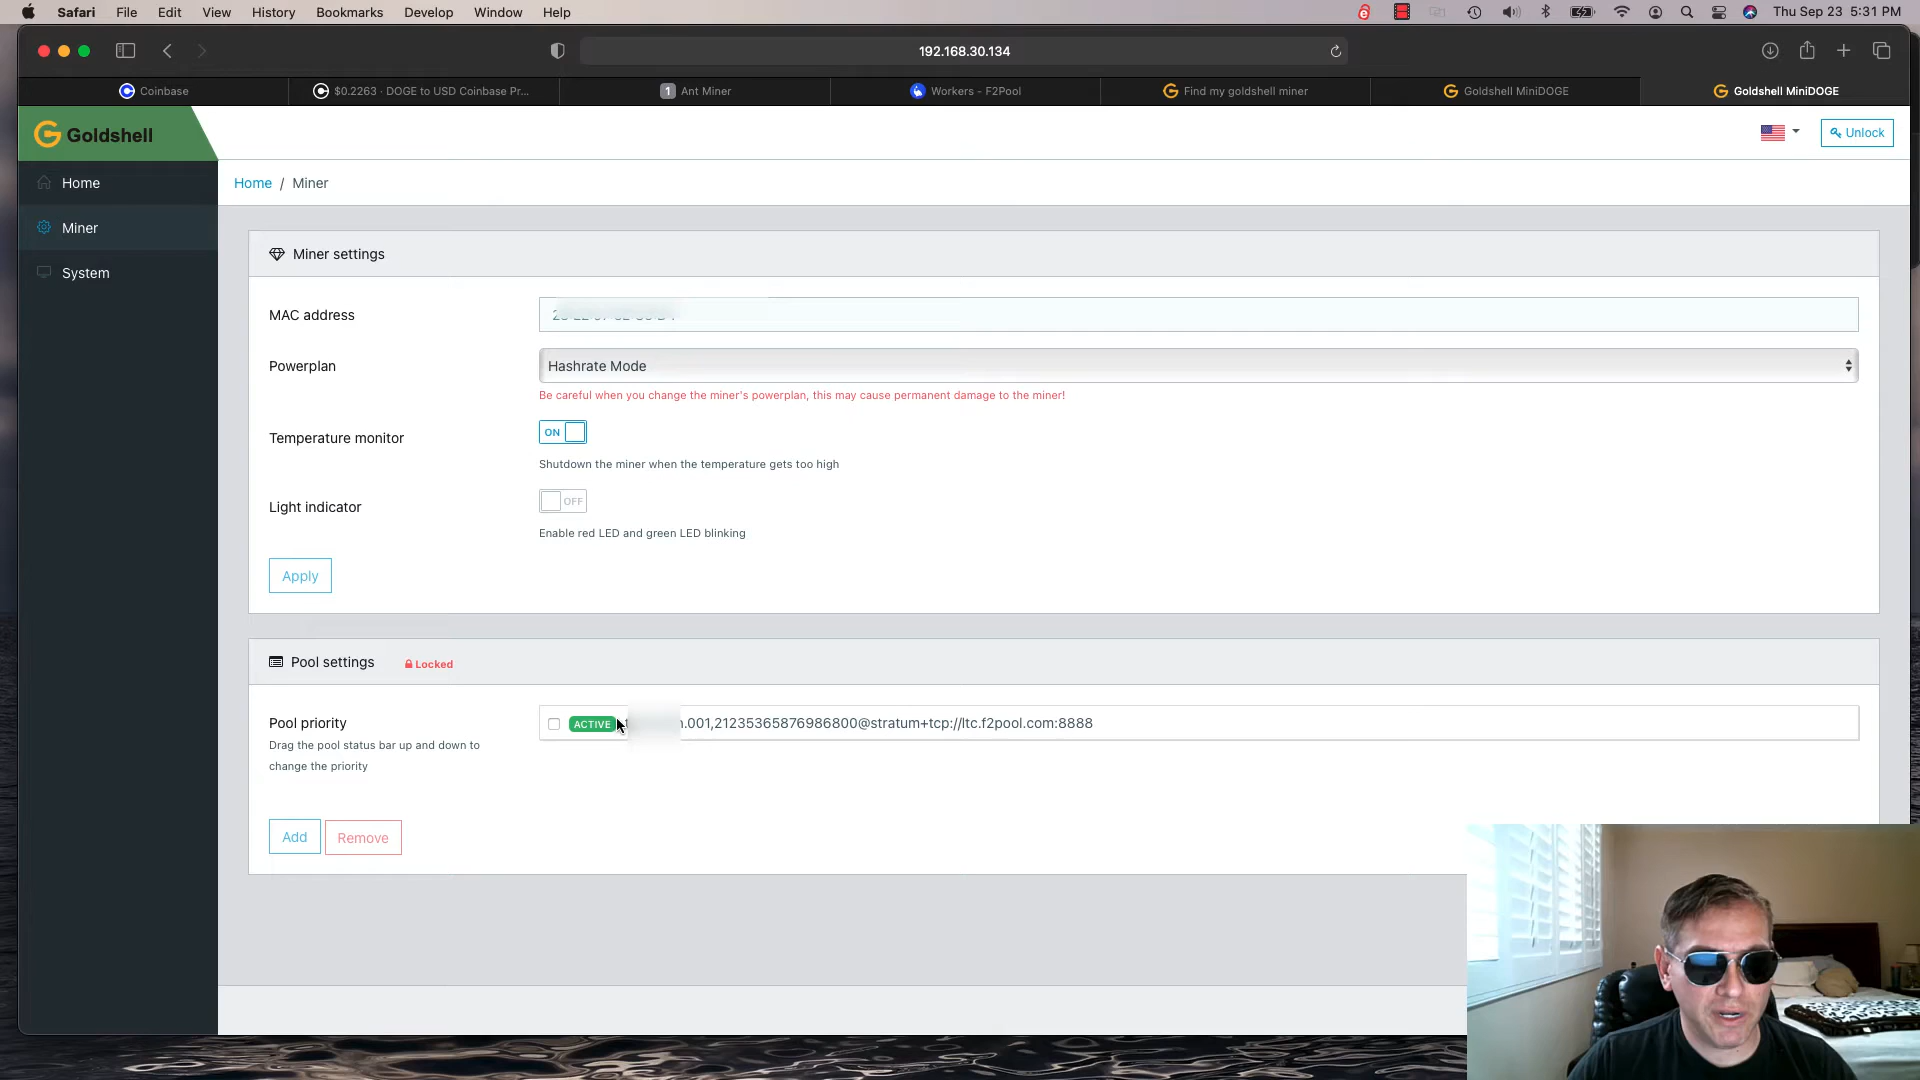 Safari File Edit View History Bookmarks Develop Window Help Thu Sep 23 5:31 PM
192.168.30.134
Coinbase $0.2263 · DOGE to USD Coinbase Pr... 1 Ant Miner Workers - F2Pool Find my goldshell miner Goldshell MiniDOGE Goldshell MiniDOGE
Goldshell
Unlock
Home
Miner
System
Home / Miner
Miner settings
MAC address
Powerplan
Hashrate Mode
Be careful when you change the miner's powerplan, this may cause permanent damage to the miner!
Temperature monitor
ON
Shutdown the miner when the temperature gets too high
Light indicator
OFF
Enable red LED and green LED blinking
Apply
Pool settings Locked
Pool priority
Drag the pool status bar up and down to
change the priority
ACTIVE .001,21235365876986800@stratum+tcp://ltc.f2pool.com:8888
Add Remove